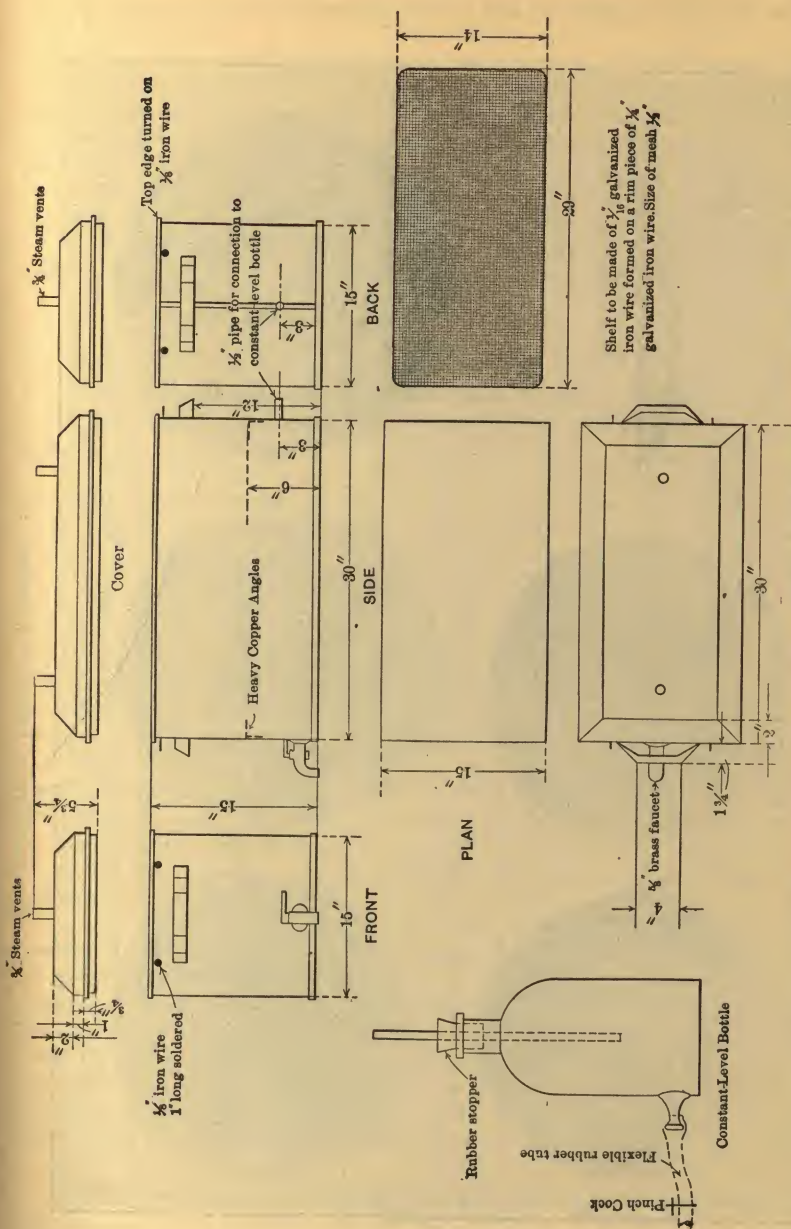 ⅜" Steam vents
5¾"
¾"
1"
2"
⅛" iron wire
1" long soldered
15"
FRONT
15"
Cover
Heavy Copper Angles
30"
SIDE
12"
3"
6"
⅜" Steam vents
Top edge turned on
⅛" iron wire
½" pipe for connection to
constant-level bottle
3"
15"
BACK
14"
29"
Shelf to be made of 1/16" galvanized
iron wire formed on a rim piece of ¼"
galvanized iron wire. Size of mesh ½"
15"
PLAN
30"
2"
1¾"
4"
brass faucet
Rubber stopper
Flexible rubber tube
Pinch Cock
Constant-Level Bottle